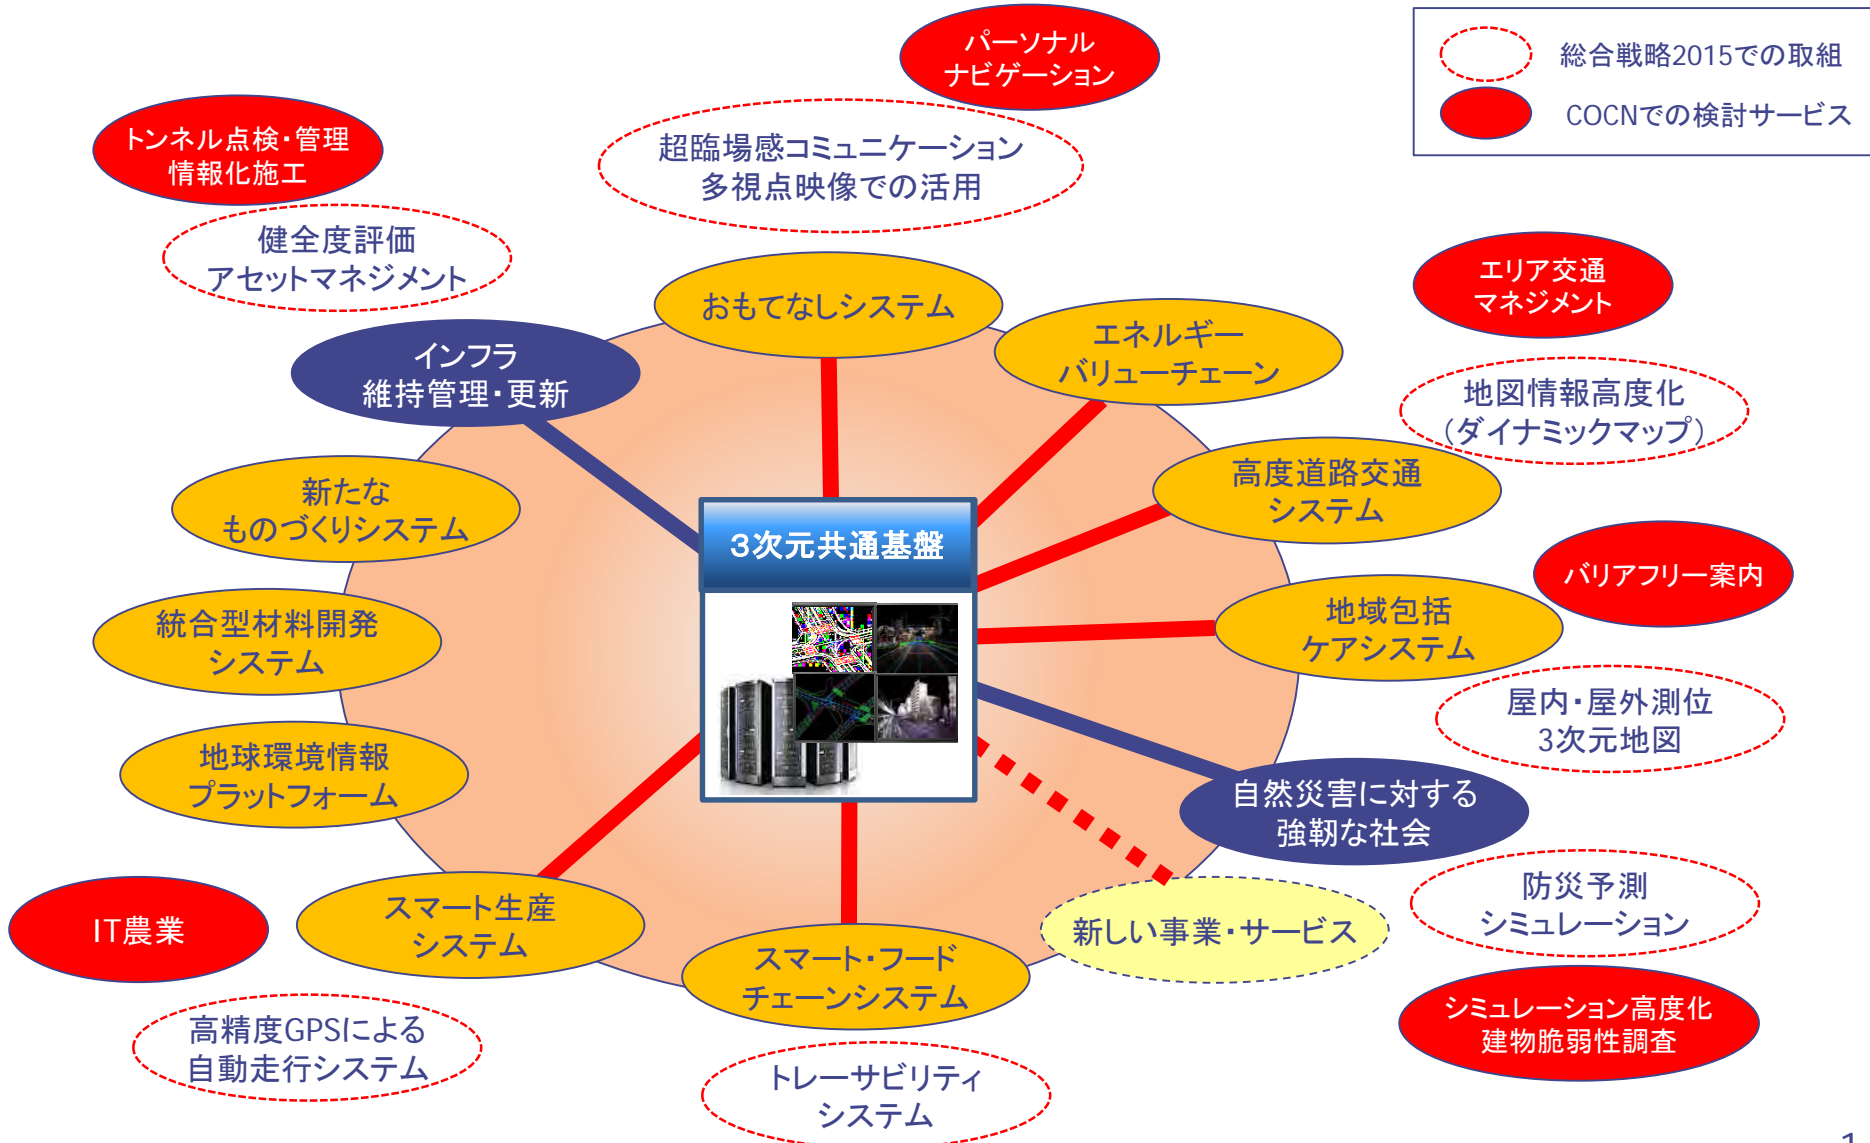 パーソナル
ナビゲーション
総合戦略2015での取組
COCNでの検討サービス
トンネル点検・管理
情報化施工
超臨場感コミュニケーション
多視点映像での活用
健全度評価
アセットマネジメント
おもてなしシステム
エリア交通
マネジメント
エネルギー
バリューチェーン
インフラ
維持管理・更新
地図情報高度化
（ダイナミックマップ）
高度道路交通
システム
新たな
ものづくりシステム
３次元共通基盤
バリアフリー案内
統合型材料開発
システム
地域包括
ケアシステム
屋内・屋外測位
3次元地図
地球環境情報
プラットフォーム
自然災害に対する
強靭な社会
防災予測
シミュレーション
IT農業
スマート生産
システム
新しい事業・サービス
スマート・フード
チェーンシステム
シミュレーション高度化
建物脆弱性調査
高精度GPSによる
自動走行システム
トレーサビリティ
システム
1